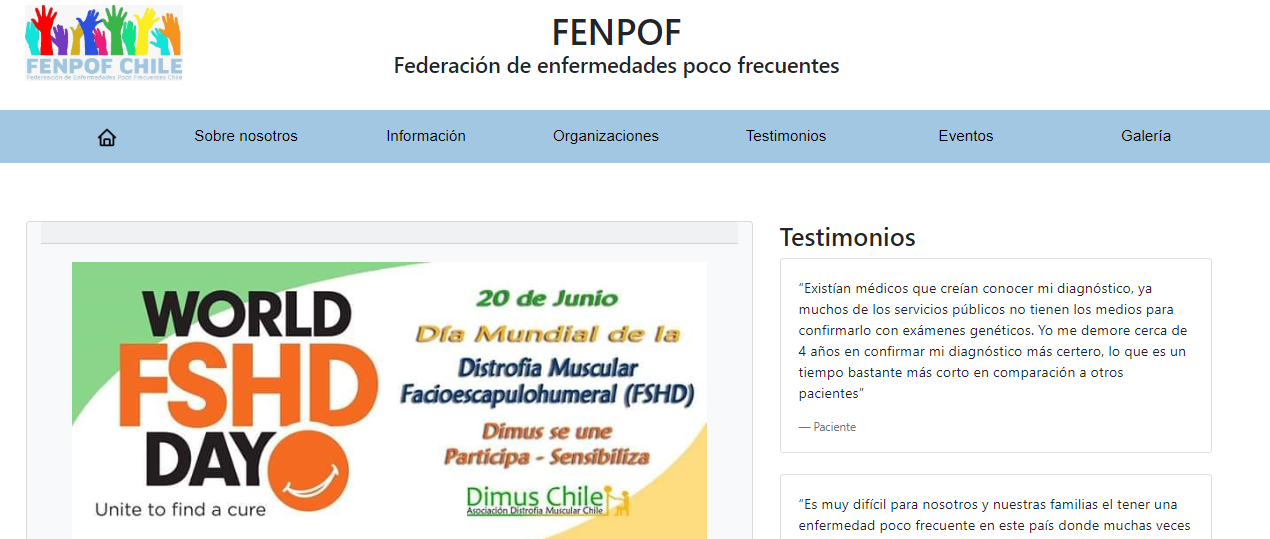 FENPOF CHILE
Federeación de Enfermedades Poco Frecuentes Chile
FENPOF
Federación de enfermedades poco frecuentes
Sobre nosotros
Información
Organizaciones
Testimonios
Eventos
Galería
WORLD
FSHD
DAY
Unite to find a cure
20 de Junio
Día Mundial de la
Distrofia Muscular
Facioescapulohumeral (FSHD)
Dimus se une
Participa - Sensibiliza
Dimus Chile
Asociación Distrofia Muscular Chile
Testimonios
“Existían médicos que creían conocer mi diagnóstico, ya
muchos de los servicios públicos no tienen los medios para
confirmarlo con exámenes genéticos. Yo me demore cerca de
4 años en confirmar mi diagnóstico más certero, lo que es un
tiempo bastante más corto en comparación a otros
pacientes”
— Paciente
“Es muy difícil para nosotros y nuestras familias el tener una
enfermedad poco frecuente en este país donde muchas veces